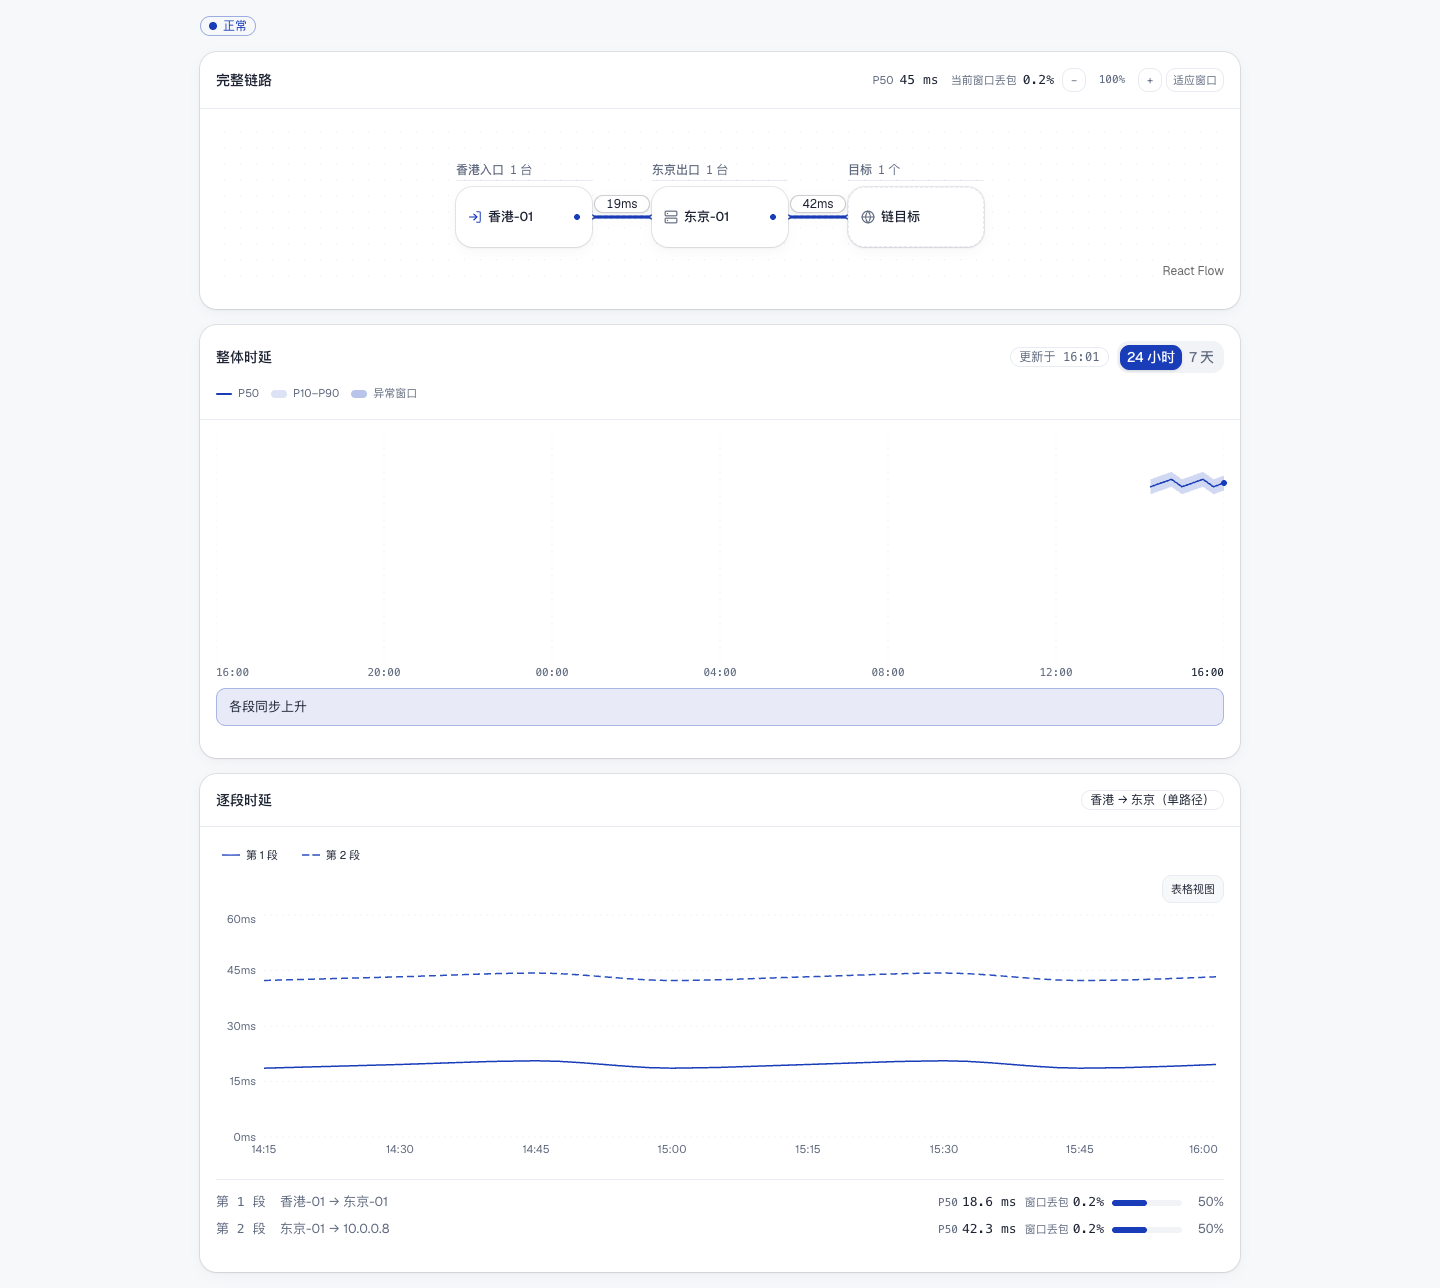 正常
完整链路
P50 45 ms 当前窗口丢包 0.2% − 100% + 适应窗口
香港入口 1 台
东京出口 1 台
目标 1 个
香港-01
19ms
东京-01
42ms
链目标
React Flow
整体时延
更新于 16:01
24 小时 7 天
P50 P10–P90 异常窗口
16:00 20:00 00:00 04:00 08:00 12:00 16:00
各段同步上升
逐段时延
香港 → 东京（单路径）
第 1 段 第 2 段
表格视图
60ms
45ms
30ms
15ms
0ms
14:15 14:30 14:45 15:00 15:15 15:30 15:45 16:00
第 1 段 香港-01 → 东京-01 P50 18.6 ms 窗口丢包 0.2% 50%
第 2 段 东京-01 → 10.0.0.8 P50 42.3 ms 窗口丢包 0.2% 50%